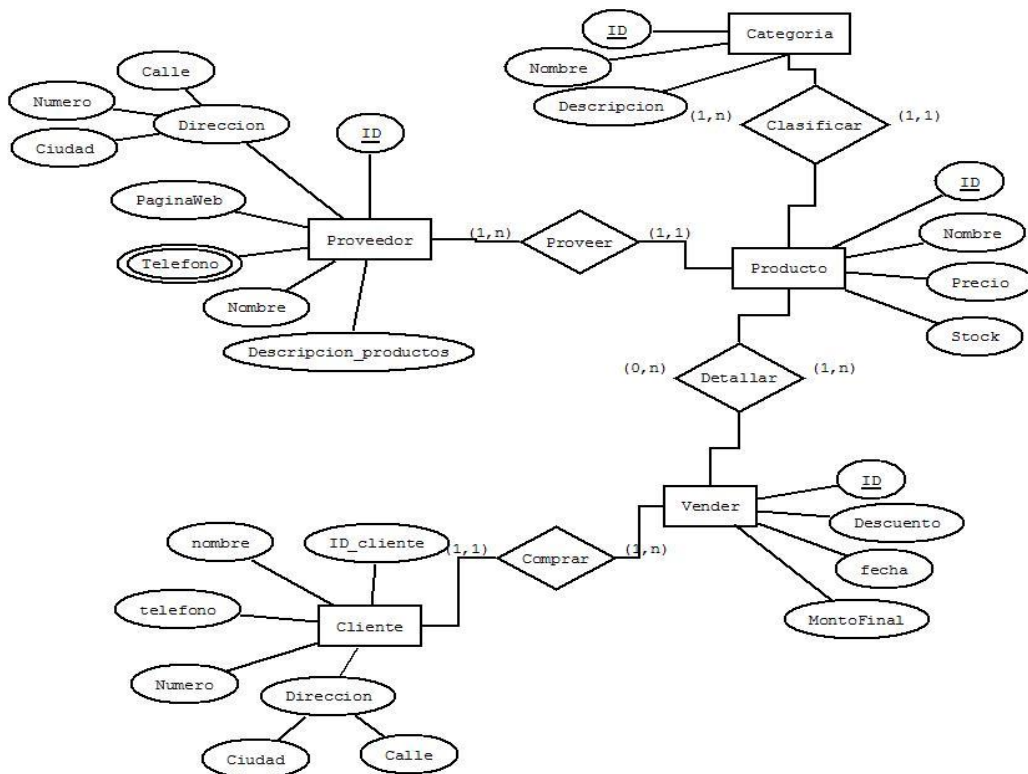 ID
Categoria
Nombre
Descripcion
(1,n)
Clasificar
(1,1)
Calle
Numero
Direccion
Ciudad
ID
PaginaWeb
Telefono
Proveedor
Nombre
Descripcion_productos
(1,n)
Proveer
(1,1)
ID
Nombre
Producto
Precio
Stock
(0,n)
Detallar
(1,n)
Vender
ID
Descuento
fecha
MontoFinal
nombre
ID_cliente
(1,1)
Comprar
(1,n)
telefono
Cliente
Numero
Direccion
Ciudad
Calle